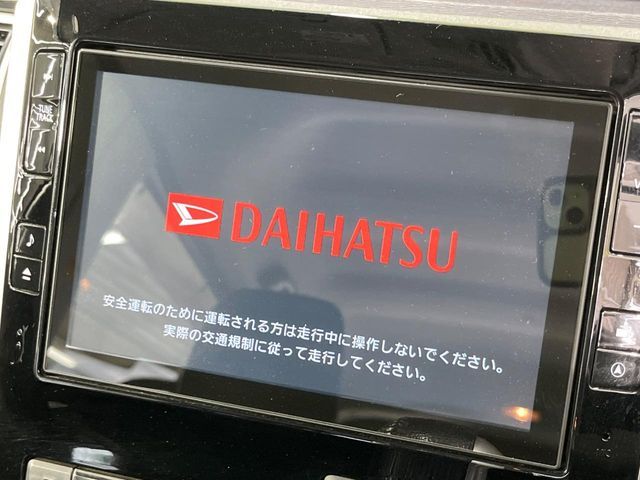 TUNE
TRACK
DAIHATSU
安全運転のために運転される方は走行中に操作しないでください。
実際の交通規制に従って走行してください。